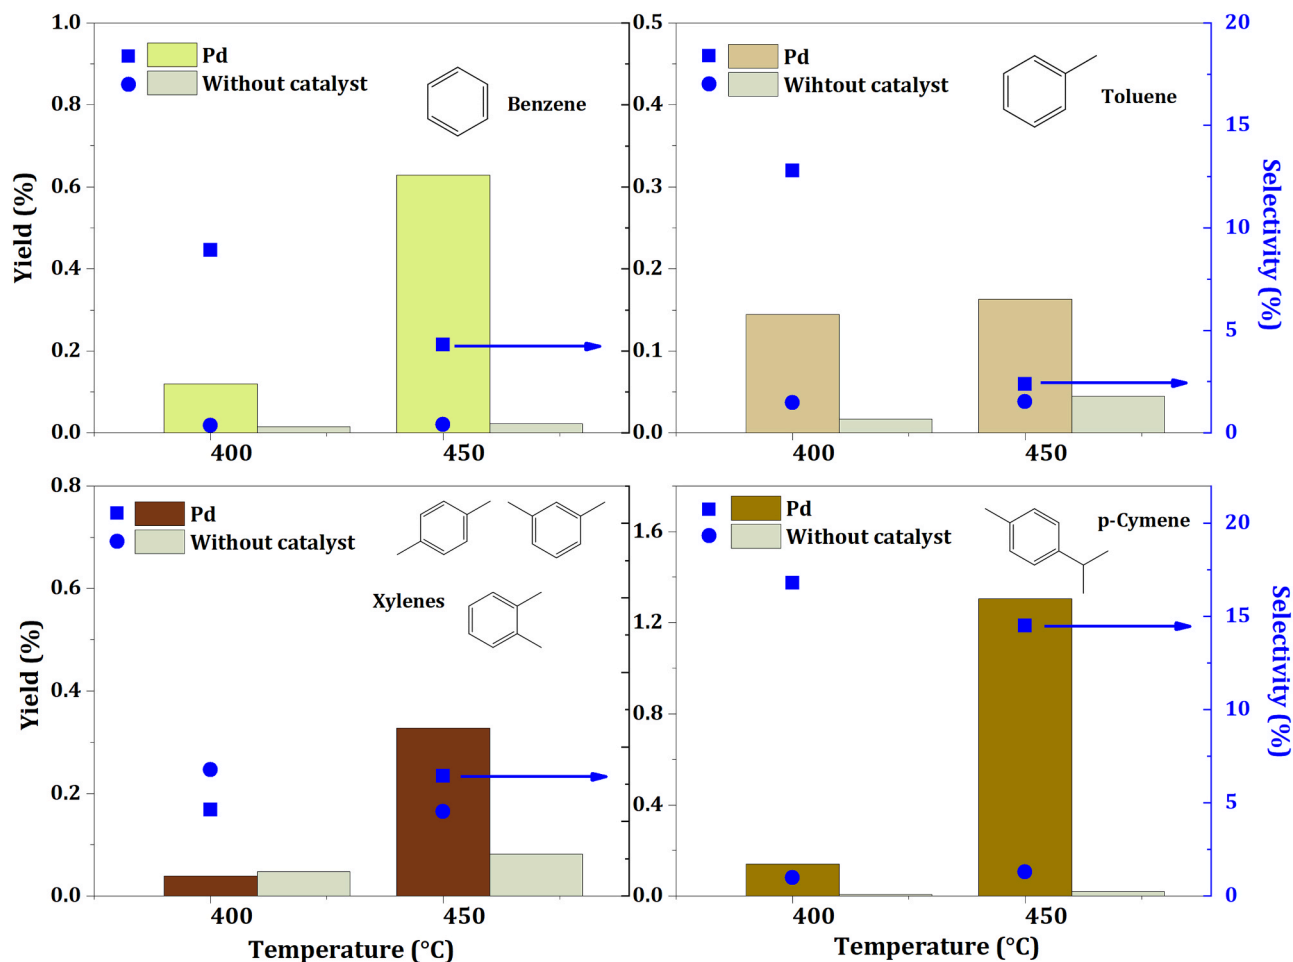 1.0
0.8
0.6
0.4
0.2
0.0
Yield (%)
Pd
Without catalyst
Benzene
400
450
0.5
0.4
0.3
0.2
0.1
0.0
Pd
Wihtout catalyst
Toluene
400
450
20
15
10
5
0
Selectivity (%)
0.8
0.6
0.4
0.2
0.0
Yield (%)
Pd
Without catalyst
Xylenes
400
450
Temperature (°C)
1.6
1.2
0.8
0.4
0.0
Pd
Without catalyst
p-Cymene
400
450
Temperature (°C)
20
15
10
5
0
Selectivity (%)